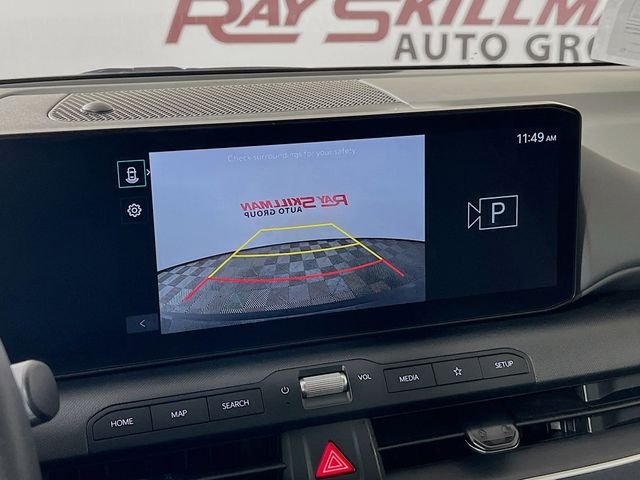 RAY SKILLMAN
AUTO GROU
11:49 AM
Check surroundings for your safety
RAY SKILLMAN
AUTO GROUP
P
<
HOME
MAP
SEARCH
VOL
MEDIA
SETUP